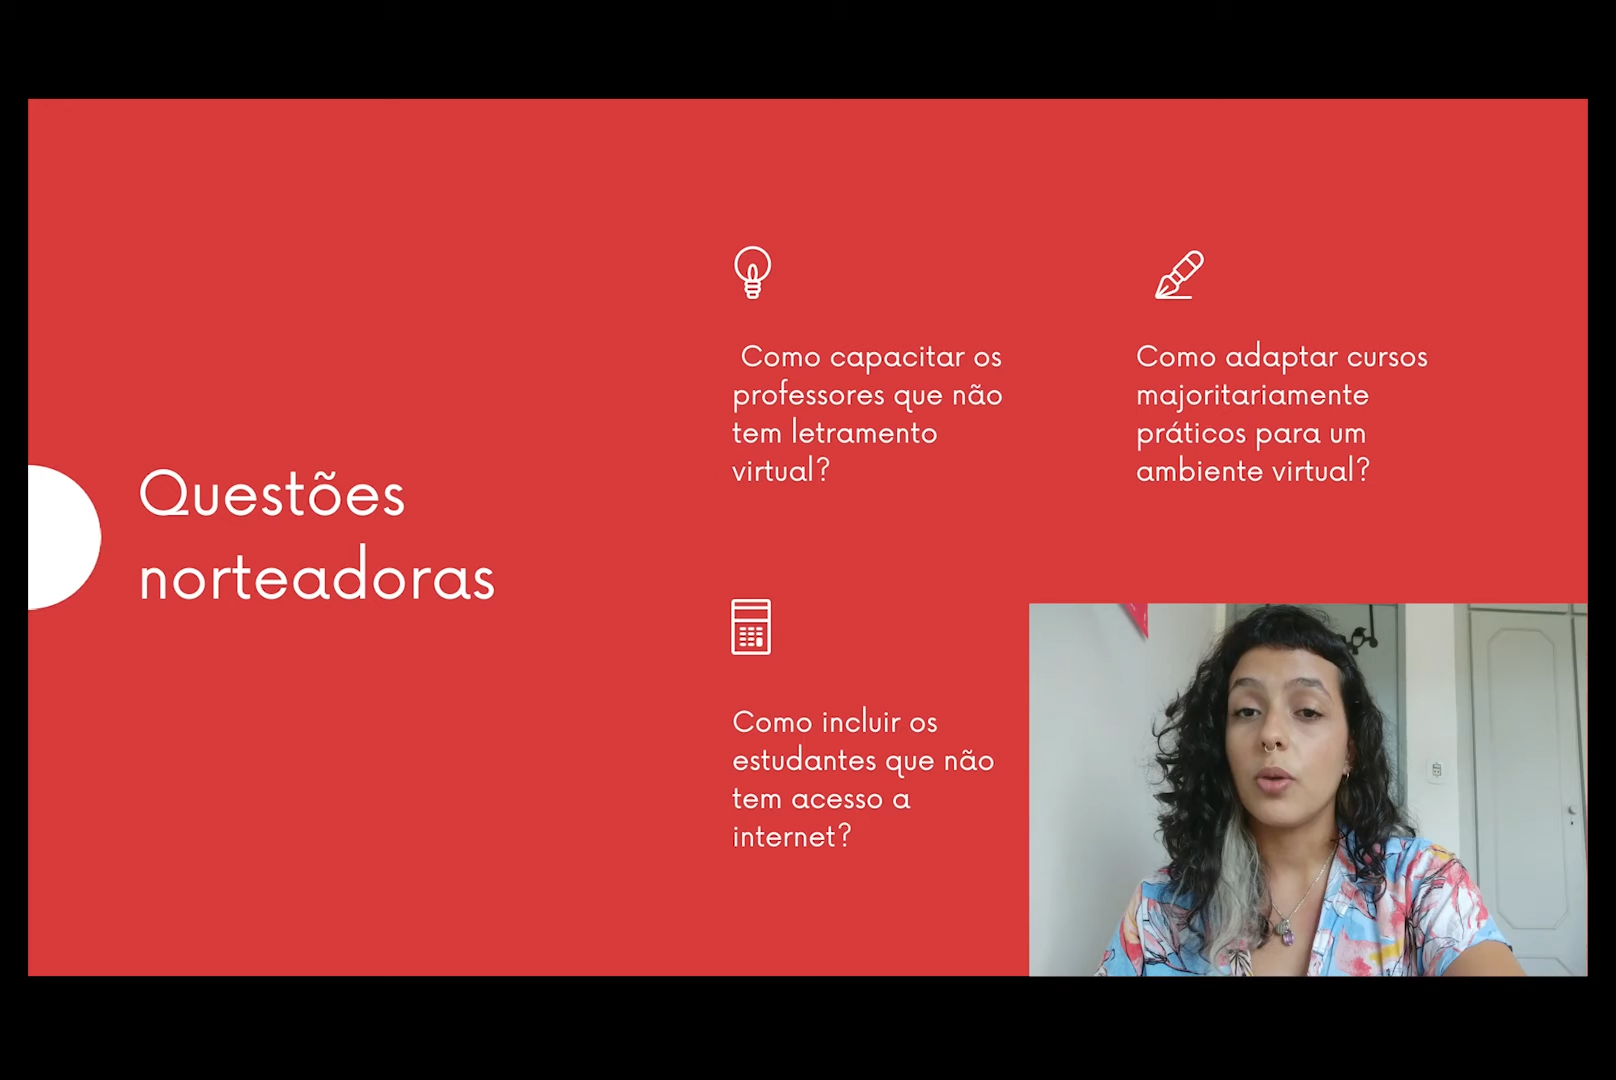 Questões
norteadoras
Como capacitar os
professores que não
tem letramento
virtual?
Como adaptar cursos
majoritariamente
práticos para um
ambiente virtual?
Como incluir os
estudantes que não
tem acesso a
internet?